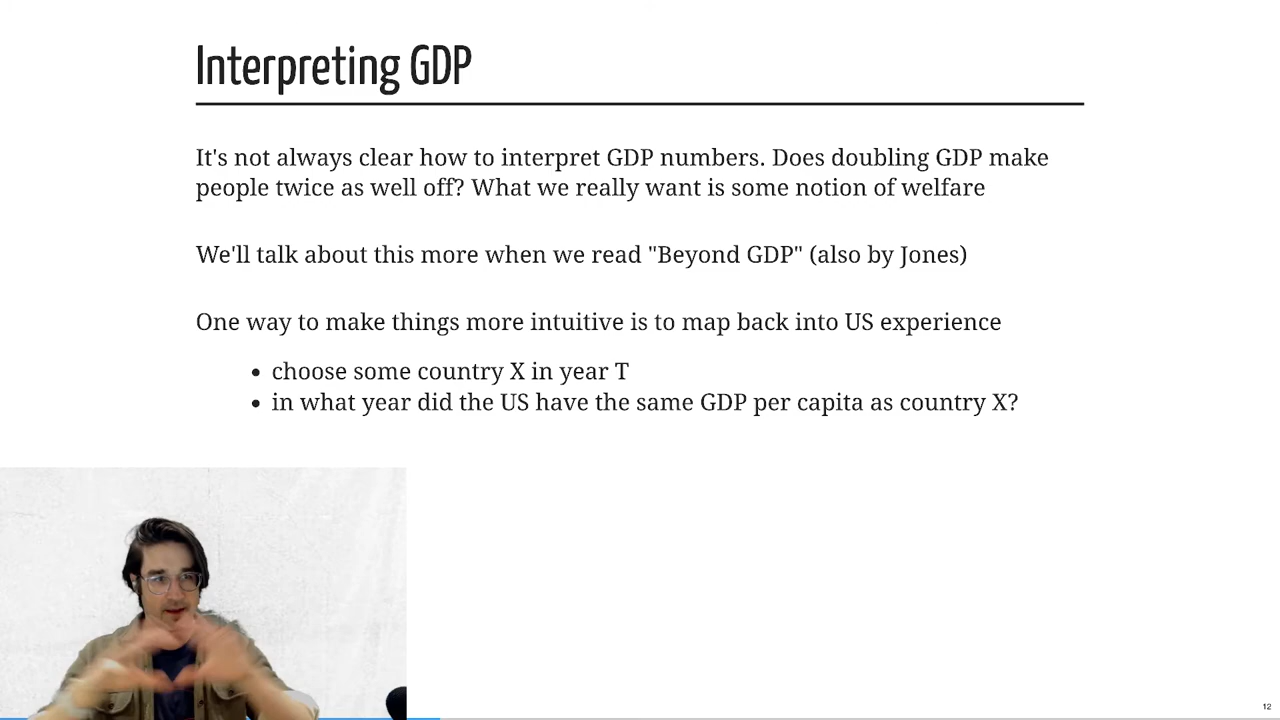 Interpreting GDP
It's not always clear how to interpret GDP numbers. Does doubling GDP make
people twice as well off? What we really want is some notion of welfare
We'll talk about this more when we read "Beyond GDP" (also by Jones)
One way to make things more intuitive is to map back into US experience
• choose some country X in year T
• in what year did the US have the same GDP per capita as country X?
12